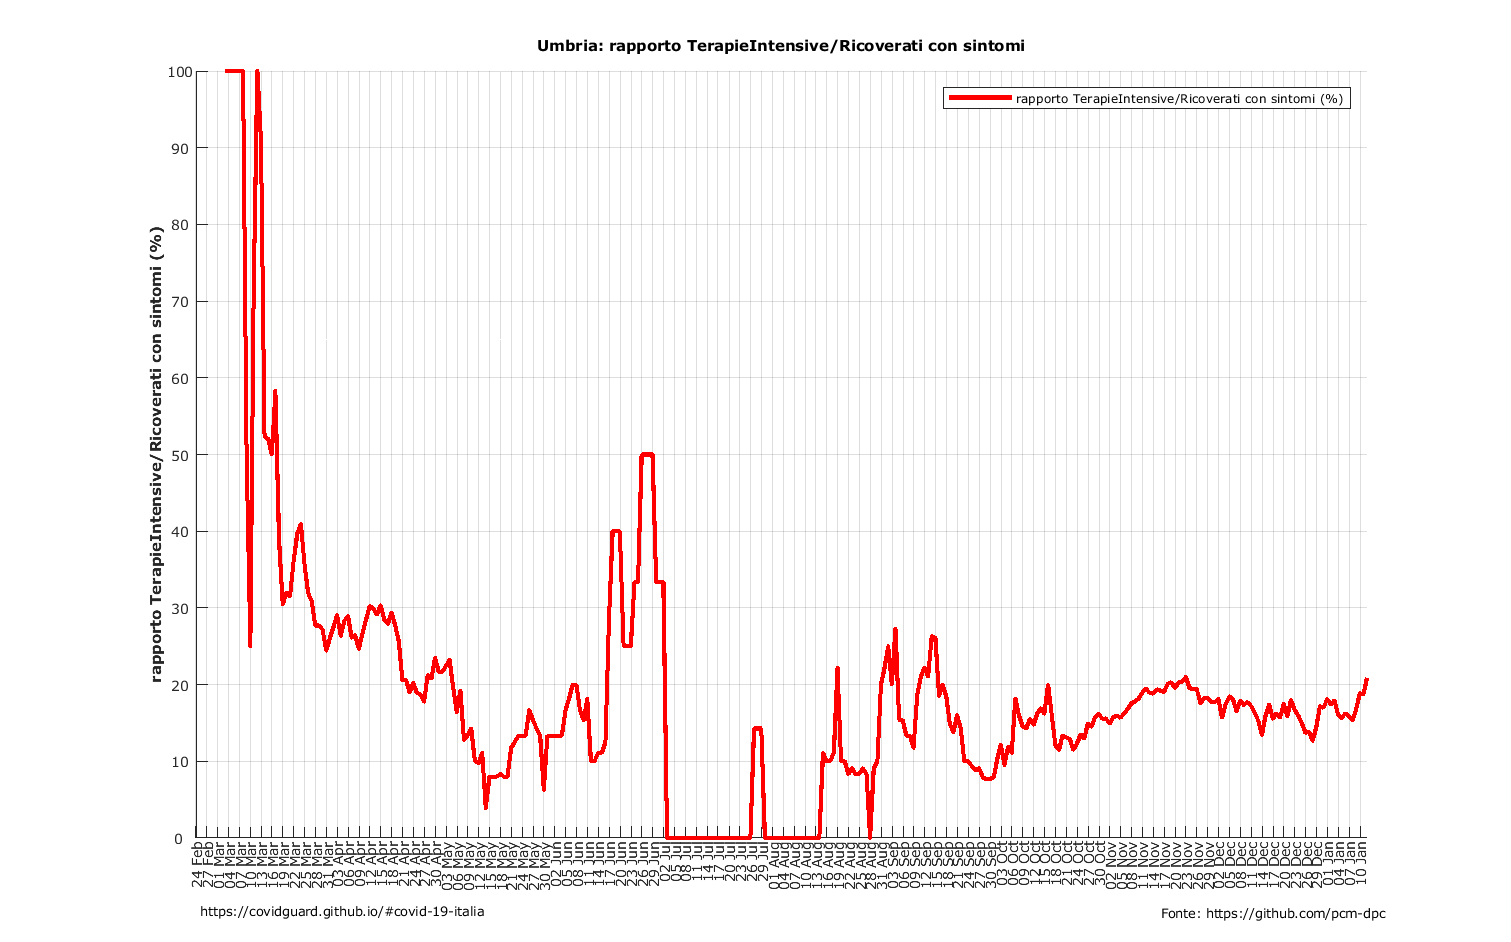 Umbria: rapporto TerapieIntensive/Ricoverati con sintomi
rapporto TerapieIntensive/Ricoverati con sintomi (%)
rapporto TerapieIntensive/Ricoverati con sintomi (%)
100
90
80
70
60
50
40
30
20
10
0
24 Feb
27 Feb
01 Mar
04 Mar
07 Mar
10 Mar
13 Mar
16 Mar
19 Mar
22 Mar
25 Mar
28 Mar
31 Mar
03 Apr
06 Apr
09 Apr
12 Apr
15 Apr
18 Apr
21 Apr
24 Apr
27 Apr
30 Apr
03 May
06 May
09 May
12 May
15 May
18 May
21 May
24 May
27 May
30 May
02 Jun
05 Jun
08 Jun
11 Jun
14 Jun
17 Jun
20 Jun
23 Jun
26 Jun
29 Jun
02 Jul
05 Jul
08 Jul
11 Jul
14 Jul
17 Jul
20 Jul
23 Jul
26 Jul
29 Jul
01 Aug
04 Aug
07 Aug
10 Aug
13 Aug
16 Aug
19 Aug
22 Aug
25 Aug
28 Aug
31 Aug
03 Sep
06 Sep
09 Sep
12 Sep
15 Sep
18 Sep
21 Sep
24 Sep
27 Sep
30 Sep
03 Oct
06 Oct
09 Oct
12 Oct
15 Oct
18 Oct
21 Oct
24 Oct
27 Oct
30 Oct
02 Nov
05 Nov
08 Nov
11 Nov
14 Nov
17 Nov
20 Nov
23 Nov
26 Nov
29 Nov
02 Dec
05 Dec
08 Dec
11 Dec
14 Dec
17 Dec
20 Dec
23 Dec
26 Dec
29 Dec
01 Jan
04 Jan
07 Jan
10 Jan
https://covidguard.github.io/#covid-19-italia
Fonte: https://github.com/pcm-dpc